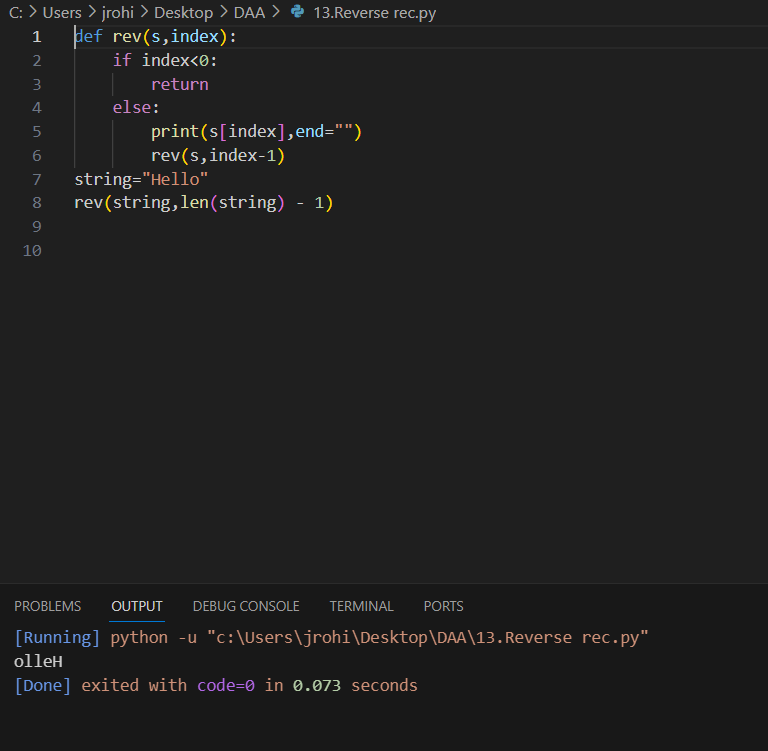 C: > Users > jrohi > Desktop > DAA > 13.Reverse rec.py
1 def rev(s,index):
2     if index<0:
3         return
4     else:
5         print(s[index],end="")
6         rev(s,index-1)
7 string="Hello"
8 rev(string,len(string) - 1)
9
10
PROBLEMS OUTPUT DEBUG CONSOLE TERMINAL PORTS
[Running] python -u "c:\Users\jrohi\Desktop\DAA\13.Reverse rec.py"
olleH
[Done] exited with code=0 in 0.073 seconds